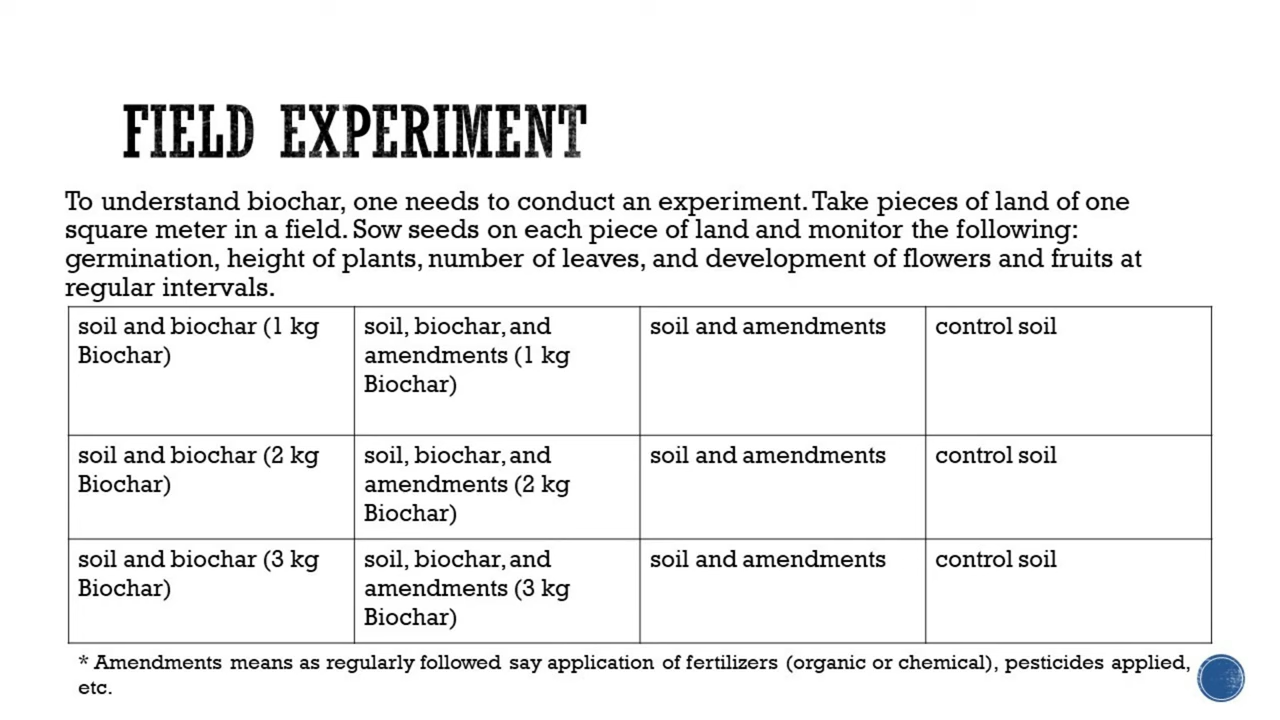 FIELD EXPERIMENT
To understand biochar, one needs to conduct an experiment. Take pieces of land of one
square meter in a field. Sow seeds on each piece of land and monitor the following:
germination, height of plants, number of leaves, and development of flowers and fruits at
regular intervals.
soil and biochar (1 kg
Biochar)
soil, biochar, and
amendments (1 kg
Biochar)
soil and amendments
control soil
soil and biochar (2 kg
Biochar)
soil, biochar, and
amendments (2 kg
Biochar)
soil and amendments
control soil
soil and biochar (3 kg
Biochar)
soil, biochar, and
amendments (3 kg
Biochar)
soil and amendments
control soil
* Amendments means as regularly followed say application of fertilizers (organic or chemical), pesticides applied,
etc.